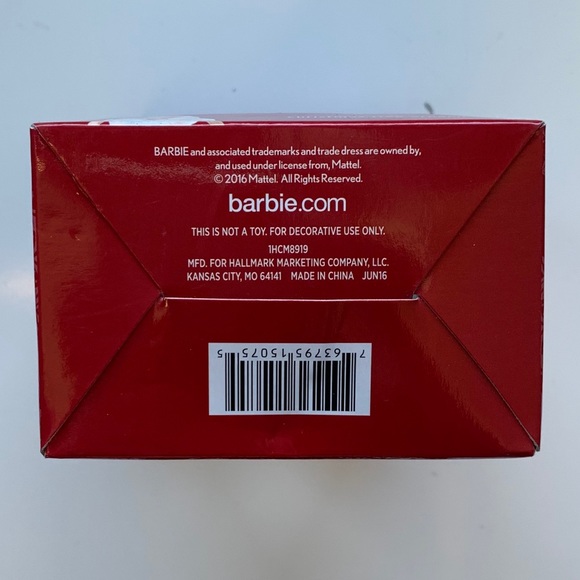 BARBIE and associated trademarks and trade dress are owned by,
and used under license from, Mattel.
© 2016 Mattel. All Rights Reserved.
barbie.com
THIS IS NOT A TOY. FOR DECORATIVE USE ONLY.
1HCM8919
MFD. FOR HALLMARK MARKETING COMPANY, LLC.
KANSAS CITY, MO 64141 MADE IN CHINA JUN16
7 63795 15075 5